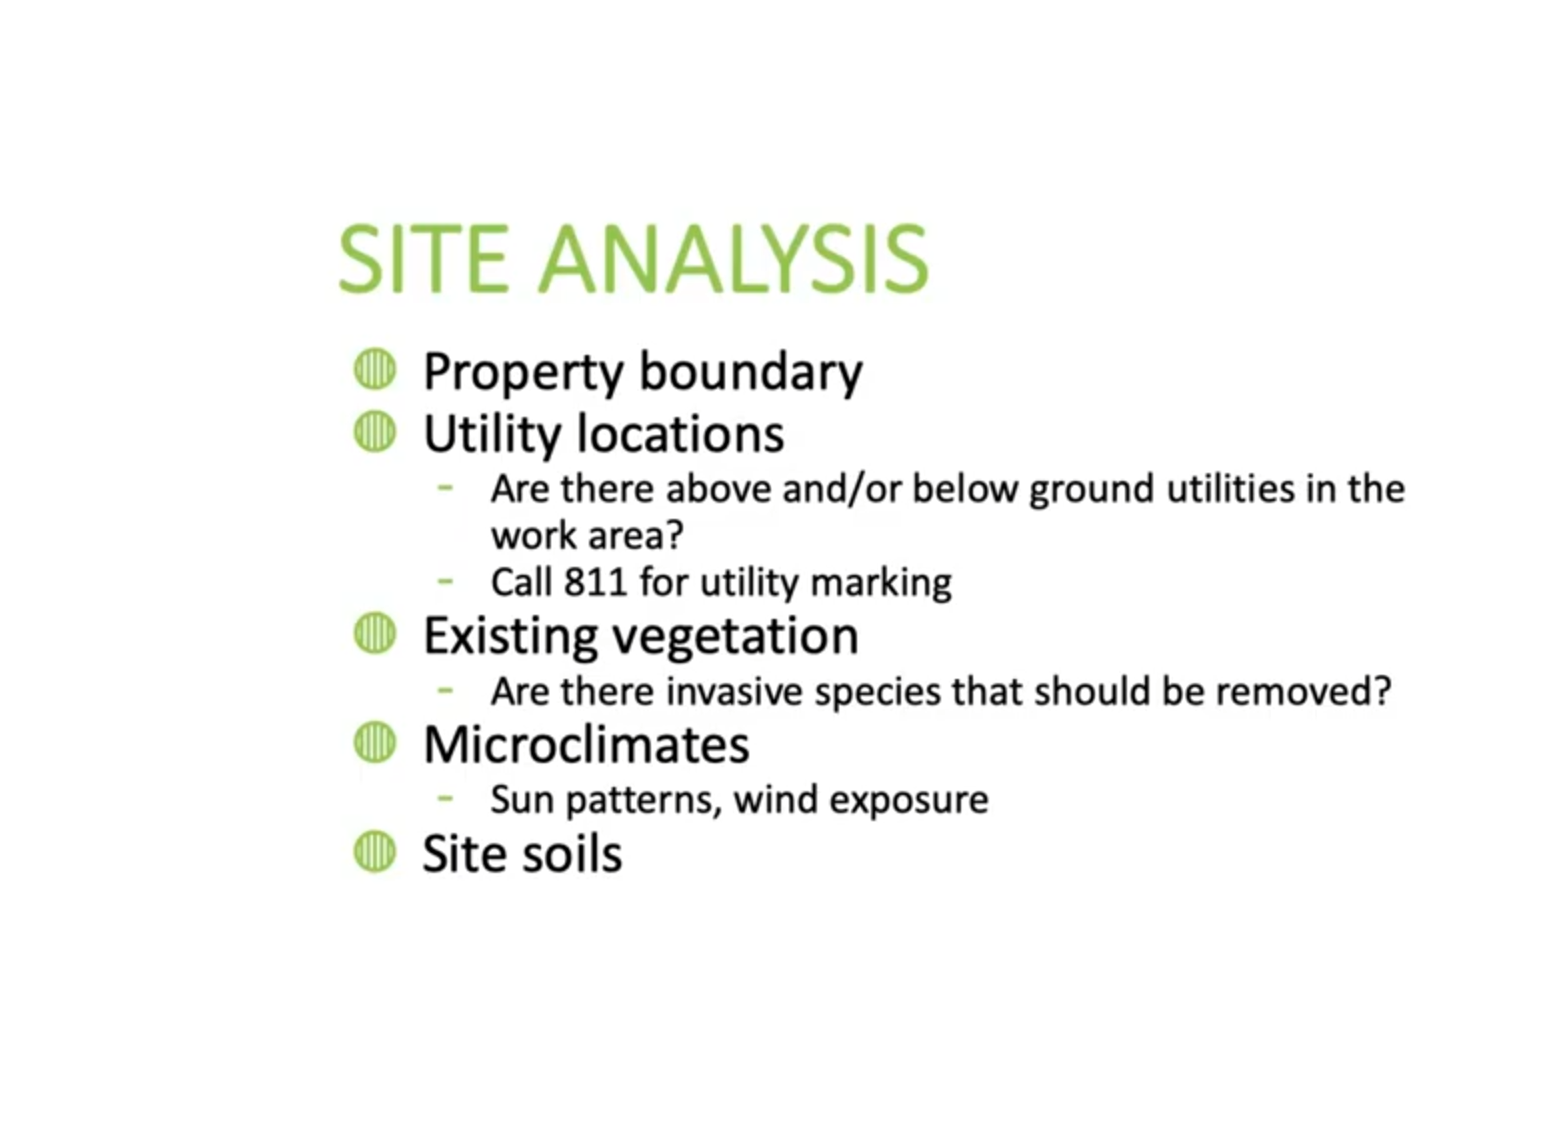 SITE ANALYSIS
Property boundary
Utility locations
- Are there above and/or below ground utilities in the
work area?
- Call 811 for utility marking
Existing vegetation
- Are there invasive species that should be removed?
Microclimates
- Sun patterns, wind exposure
Site soils